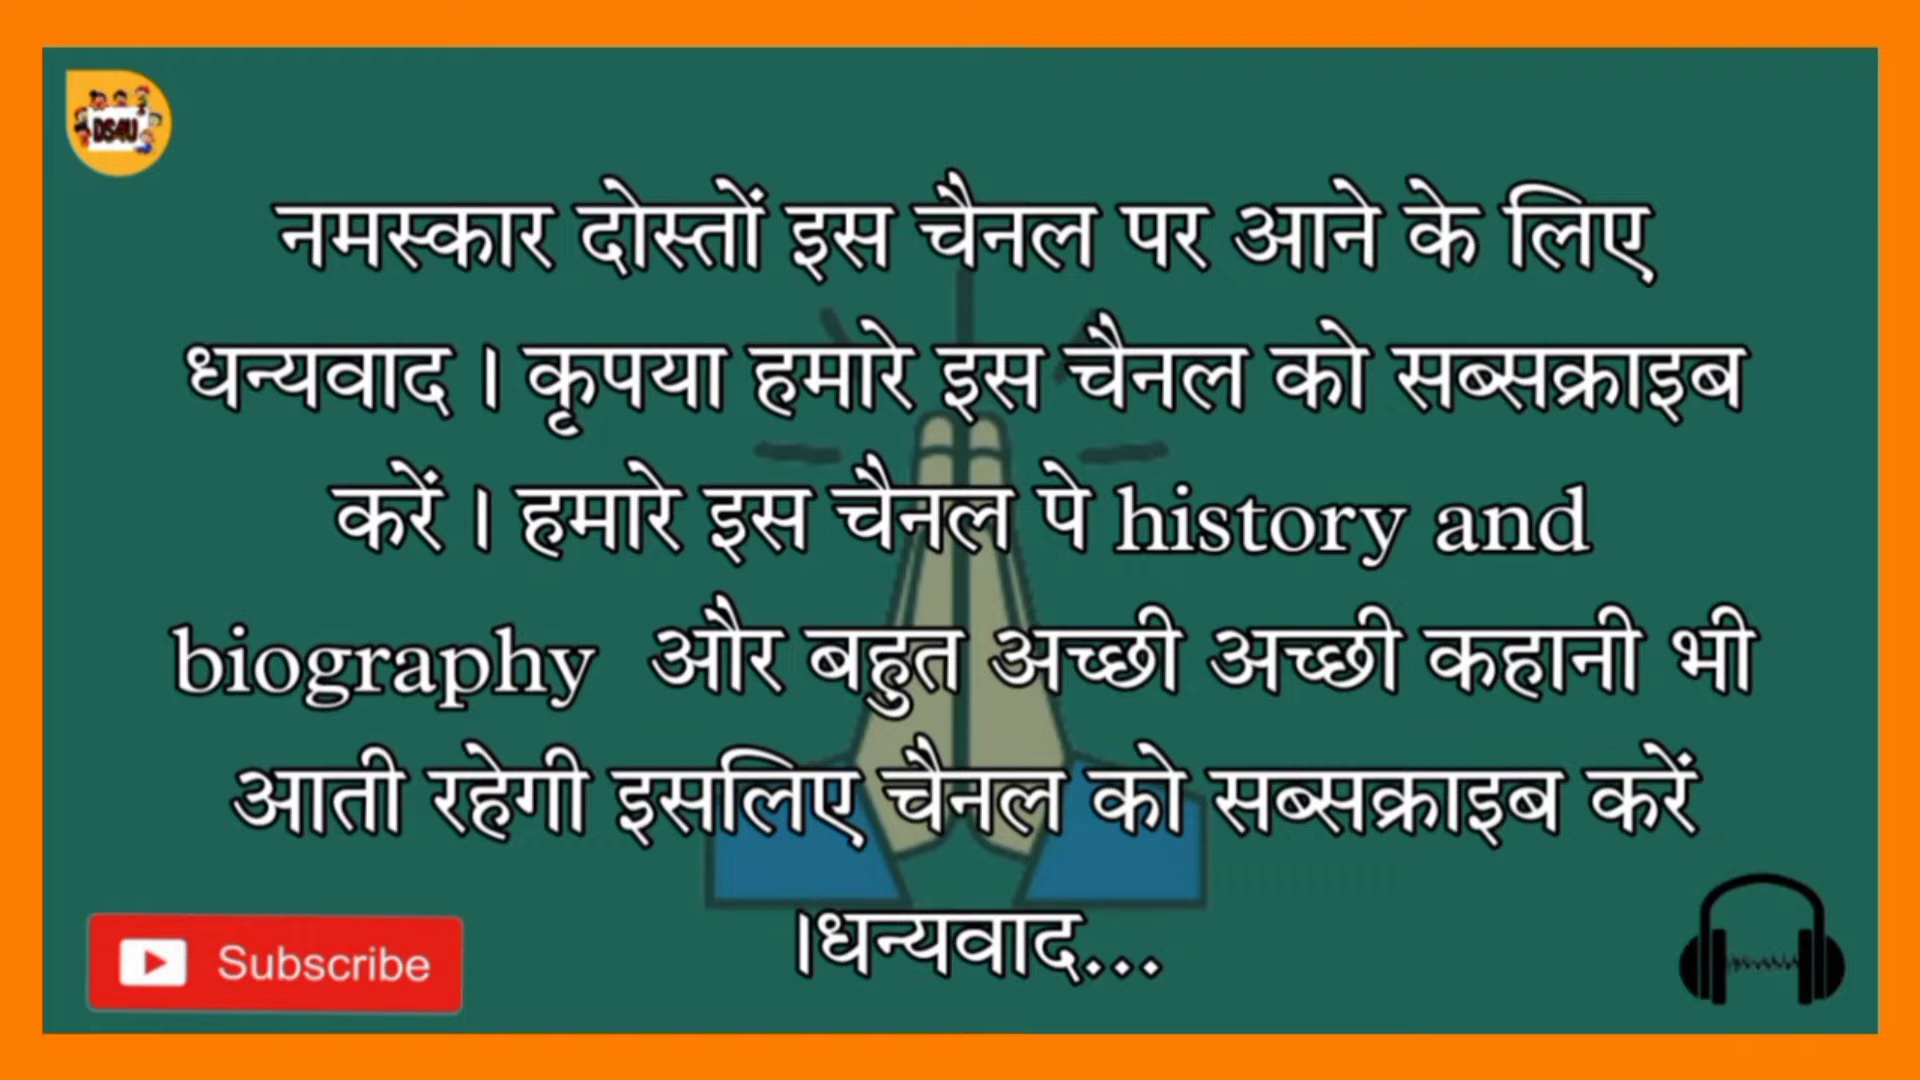 DS4U
नमस्कार दोस्तों इस चैनल पर आने के लिए
धन्यवाद । कृपया हमारे इस चैनल को सब्सक्राइब
करें । हमारे इस चैनल पे history and
biography और बहुत अच्छी अच्छी कहानी भी
आती रहेगी इसलिए चैनल को सब्सक्राइब करें
।धन्यवाद...
Subscribe